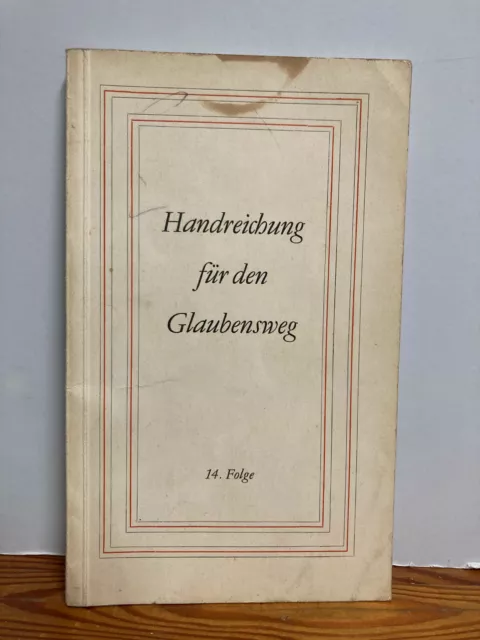 Handreichung
für den
Glaubensweg
14. Folge